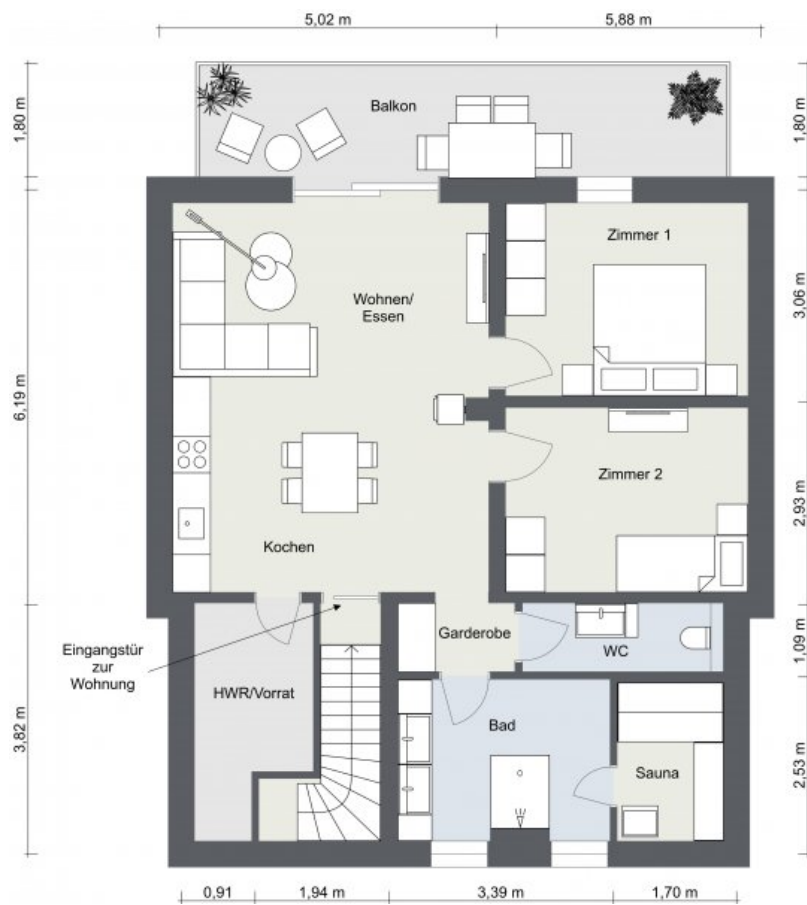 5,02 m
5,88 m
1,80 m
Balkon
1,80 m
Zimmer 1
Wohnen/
Essen
3,06 m
6,19 m
Zimmer 2
2,93 m
Kochen
Eingangstür
zur
Wohnung
Garderobe
WC
1,09 m
HWR/Vorrat
Bad
3,82 m
Sauna
2,53 m
0,91
1,94 m
3,39 m
1,70 m